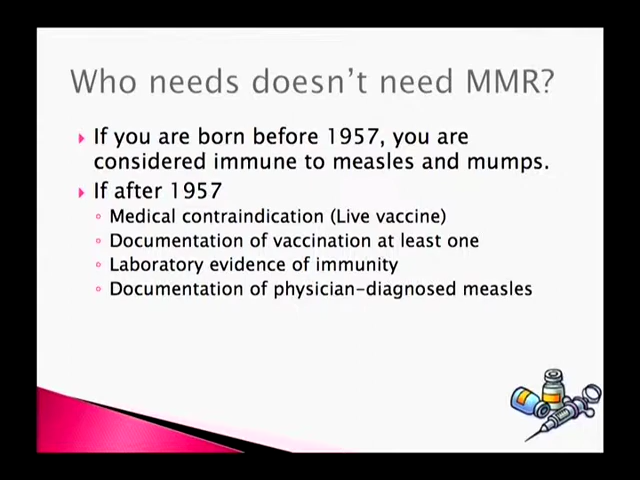 Who needs doesn't need MMR?
If you are born before 1957, you are
considered immune to measles and mumps.
If after 1957
Medical contraindication (Live vaccine)
Documentation of vaccination at least one
Laboratory evidence of immunity
Documentation of physician-diagnosed measles